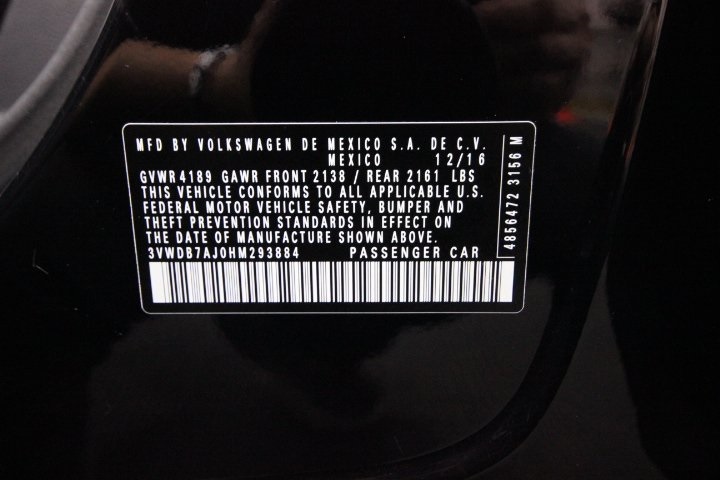 MFD BY VOLKSWAGEN DE MEXICO S.A. DE C.V.
MEXICO 12/16
GVWR 4189 GAWR FRONT 2138 / REAR 2161 LBS
THIS VEHICLE CONFORMS TO ALL APPLICABLE U.S.
FEDERAL MOTOR VEHICLE SAFETY, BUMPER AND
THEFT PREVENTION STANDARDS IN EFFECT ON
THE DATE OF MANUFACTURE SHOWN ABOVE.
3VWDB7AJ0HM293884 PASSENGER CAR
4856472 3156 M